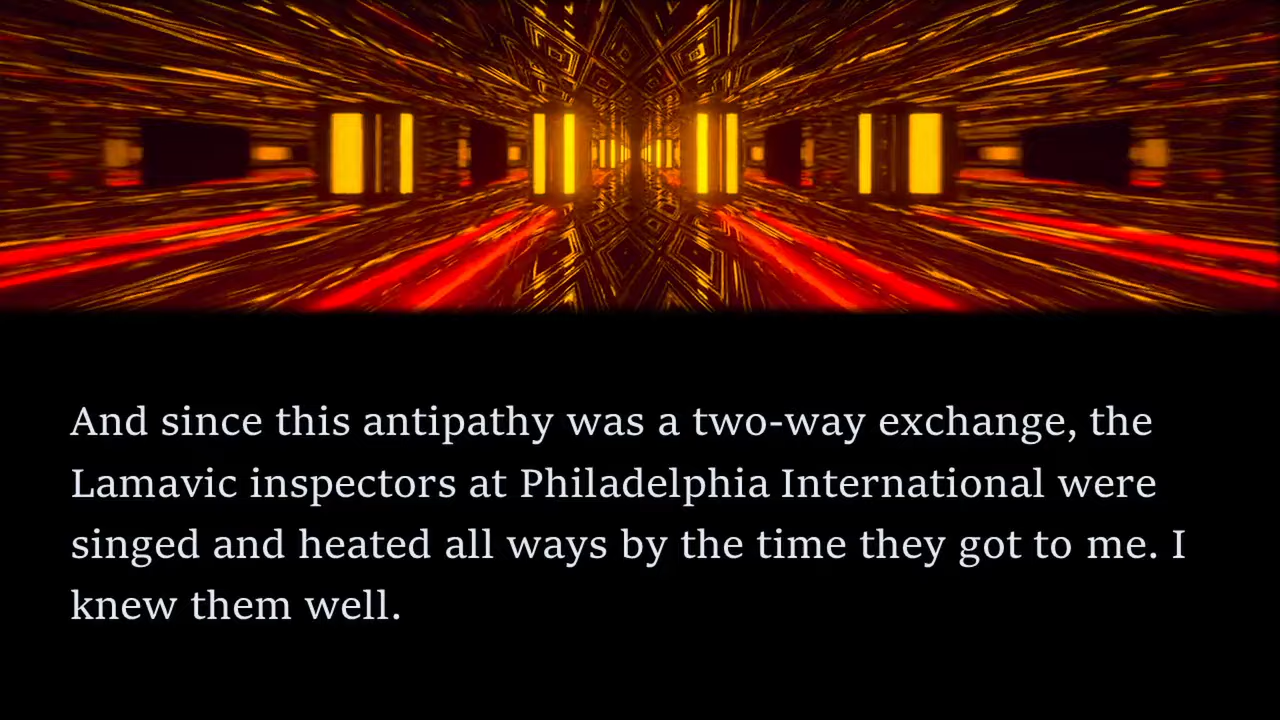 And since this antipathy was a two-way exchange, the
Lamavic inspectors at Philadelphia International were
singed and heated all ways by the time they got to me. I
knew them well.